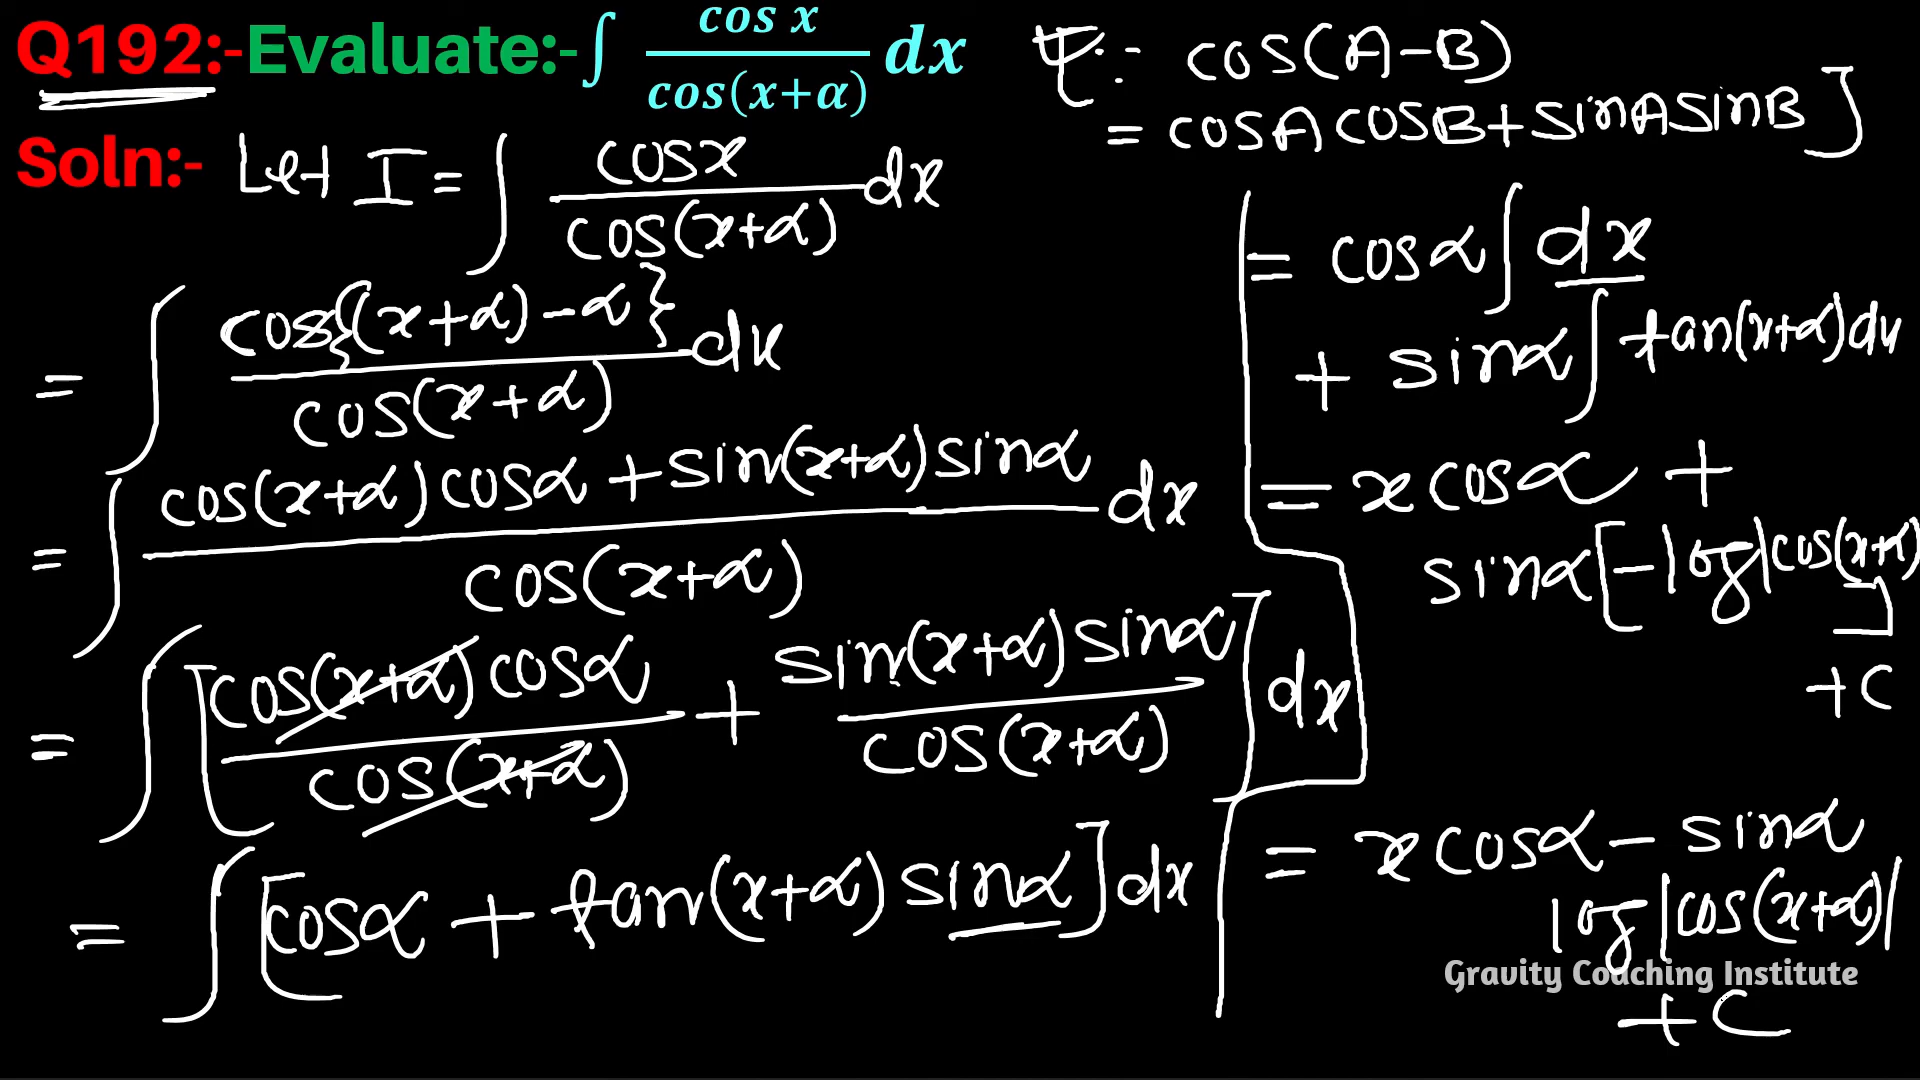 Q192:-Evaluate:-∫ cos x / cos(x+α) dx
Soln:- Let I = ∫ cosx / cos(x+α) dx
= ∫ cos{(x+α)-α} / cos(x+α) dx
= ∫ cos(x+α)cosα+sin(x+α)sinα / cos(x+α) dx
= ∫ [cos(x+α)cosα / cos(x+α) + sin(x+α)sinα / cos(x+α)] dx
= ∫ [cosα + tan(x+α) sinα] dx
:- cos(A-B)
= cosA cosB + sinA sinB]
= cosα ∫ dx
+ sinα ∫ tan(x+α) dx
= x cosα +
sinα [-log|cos(x+α)
]
+C
= x cosα - sinα
log|cos(x+α)|
+ C
Gravity Coaching Institute